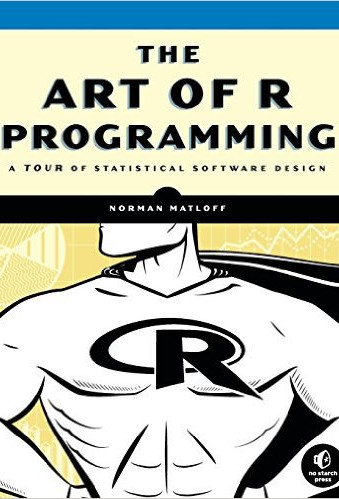 THE
ART OF R
PROGRAMMING
A TOUR OF STATISTICAL SOFTWARE DESIGN
NORMAN MATLOFF
R
no starch
press